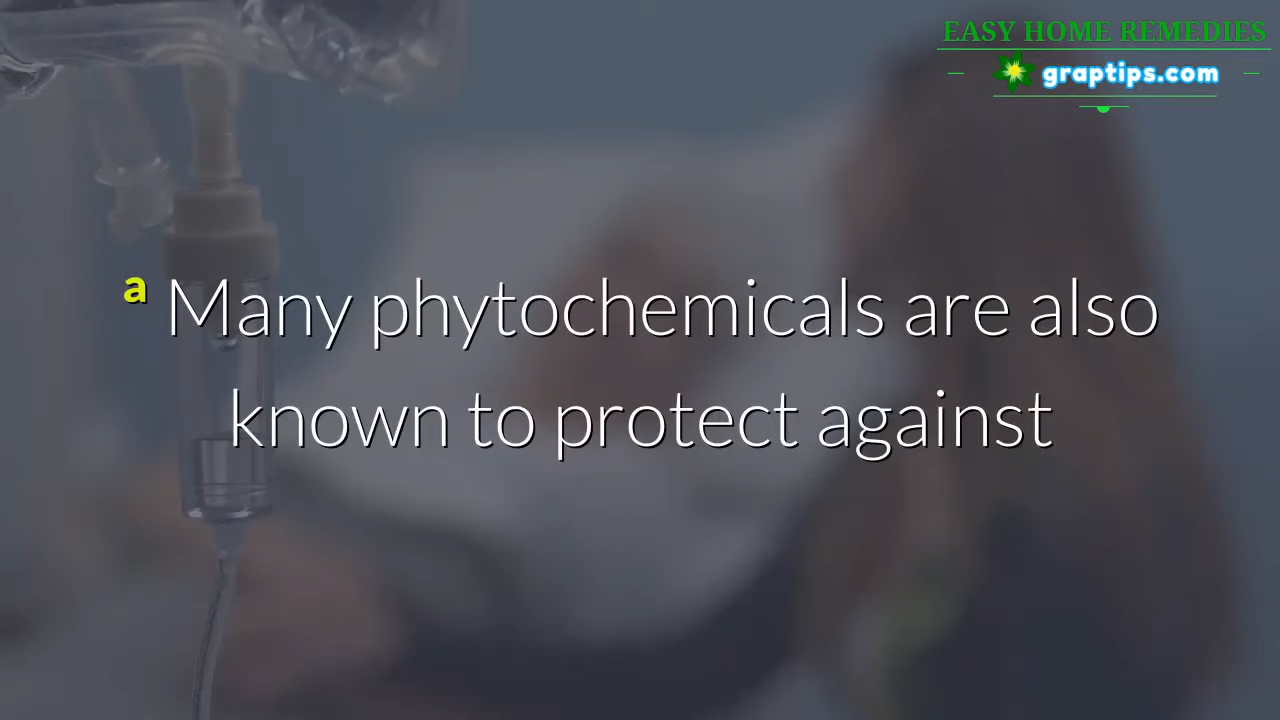 EASY HOME REMEDIES
graptips.com
a Many phytochemicals are also
known to protect against